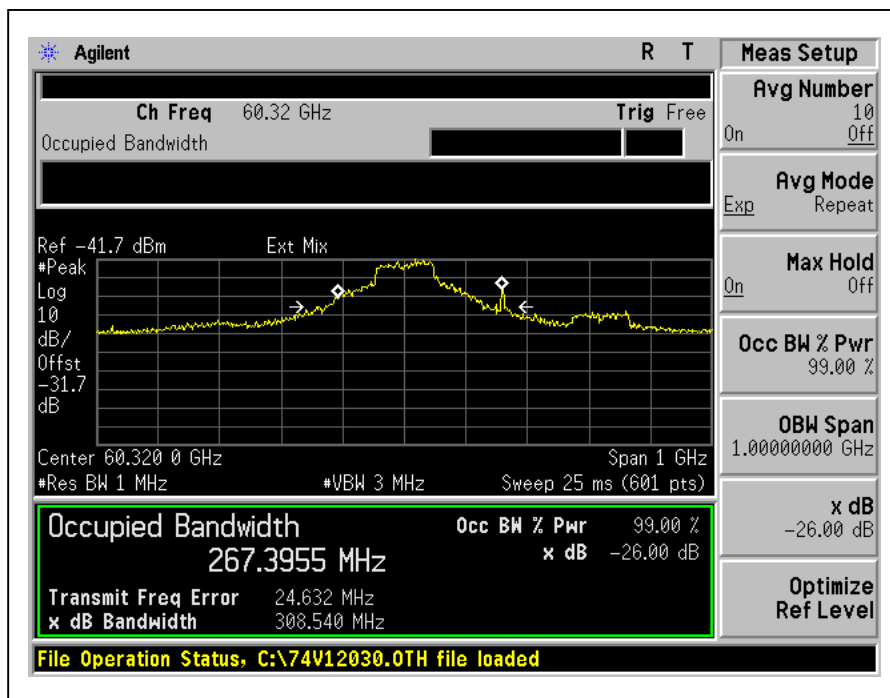 Agilent R T
Ch Freq 60.32 GHz Trig Free
Occupied Bandwidth
Ref -41.7 dBm Ext Mix
#Peak
Log
10
dB/
Offst
-31.7
dB
Center 60.320 0 GHz Span 1 GHz
#Res BW 1 MHz #VBW 3 MHz Sweep 25 ms (601 pts)
Occupied Bandwidth Occ BW % Pwr 99.00 %
267.3955 MHz x dB -26.00 dB
Transmit Freq Error 24.632 MHz
x dB Bandwidth 308.540 MHz
File Operation Status, C:\74V12030.OTH file loaded
Meas Setup
Avg Number
10
On Off
Avg Mode
Exp Repeat
Max Hold
On Off
Occ BW % Pwr
99.00 %
OBW Span
1.00000000 GHz
x dB
-26.00 dB
Optimize
Ref Level